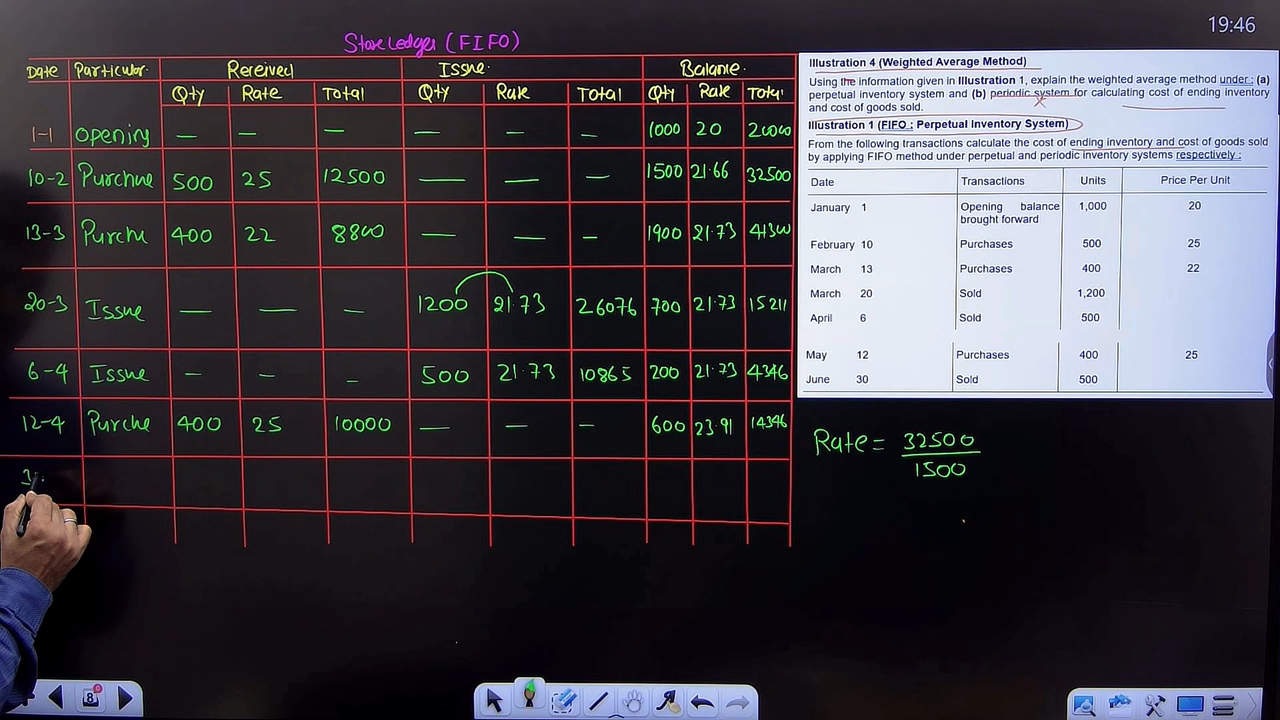 19:46
Store Ledger (FIFO)
Date Particular Received Issue Balance
Qty Rate Total Qty Rate Total Qty Rate Total
1-1 Opening — — — — — — 1000 20 20000
10-2 Purchase 500 25 12500 — — — 1500 21.66 32500
13-3 Purche 400 22 8800 — — — 1900 21.73 41300
20-3 Issue — — — 1200 21.73 26076 700 21.73 15211
6-4 Issue — — — 500 21.73 10865 200 21.73 4346
12-4 Purche 400 25 10000 — — — 600 23.91 14346
3
Illustration 4 (Weighted Average Method)
Using the information given in Illustration 1, explain the weighted average method under : (a)
perpetual inventory system and (b) periodic system for calculating cost of ending inventory
and cost of goods sold.
Illustration 1 (FIFO : Perpetual Inventory System)
From the following transactions calculate the cost of ending inventory and cost of goods sold
by applying FIFO method under perpetual and periodic inventory systems respectively :
Date Transactions Units Price Per Unit
January 1 Opening balance brought forward 1,000 20
February 10 Purchases 500 25
March 13 Purchases 400 22
March 20 Sold 1,200
April 6 Sold 500
May 12 Purchases 400 25
June 30 Sold 500
Rate = 32500
1500
8